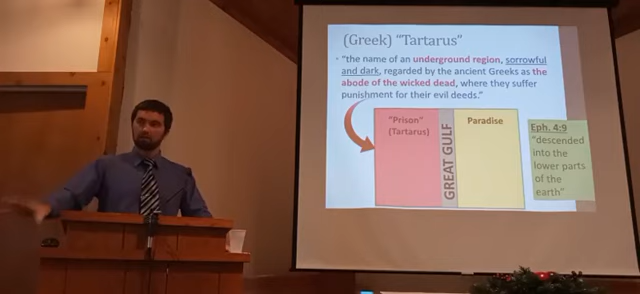 (Greek) “Tartarus”
• “the name of an underground region, sorrowful
and dark, regarded by the ancient Greeks as the
abode of the wicked dead, where they suffer
punishment for their evil deeds.”
“Prison”
(Tartarus)
GREAT GULF
Paradise
Eph. 4:9
“descended
into the
lower parts
of the
earth”